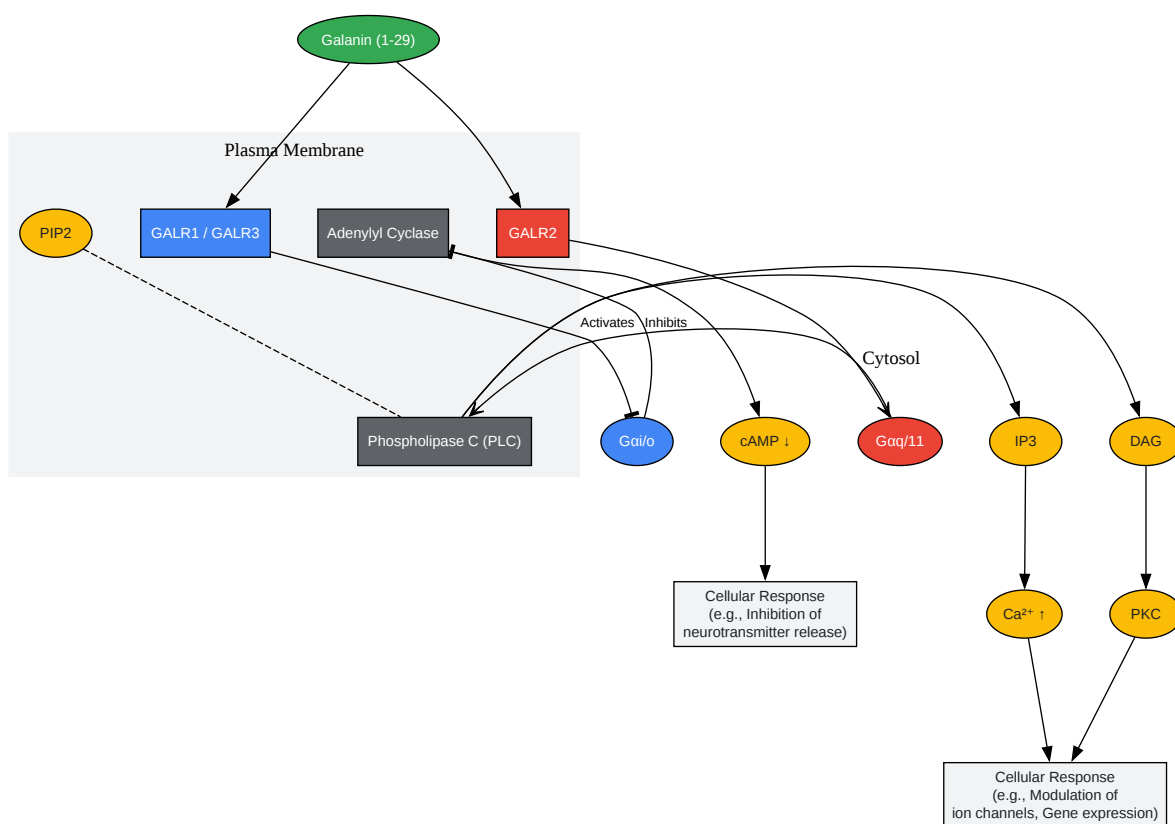 Galanin (1-29)
Plasma Membrane
PIP2
GALR1 / GALR3
Adenylyl Cyclase
GALR2
Activates
Inhibits
Cytosol
Phospholipase C (PLC)
Gαi/o
cAMP ↓
Gαq/11
IP3
DAG
Cellular Response
(e.g., Inhibition of
neurotransmitter release)
Ca²⁺ ↑
PKC
Cellular Response
(e.g., Modulation of
ion channels, Gene expression)